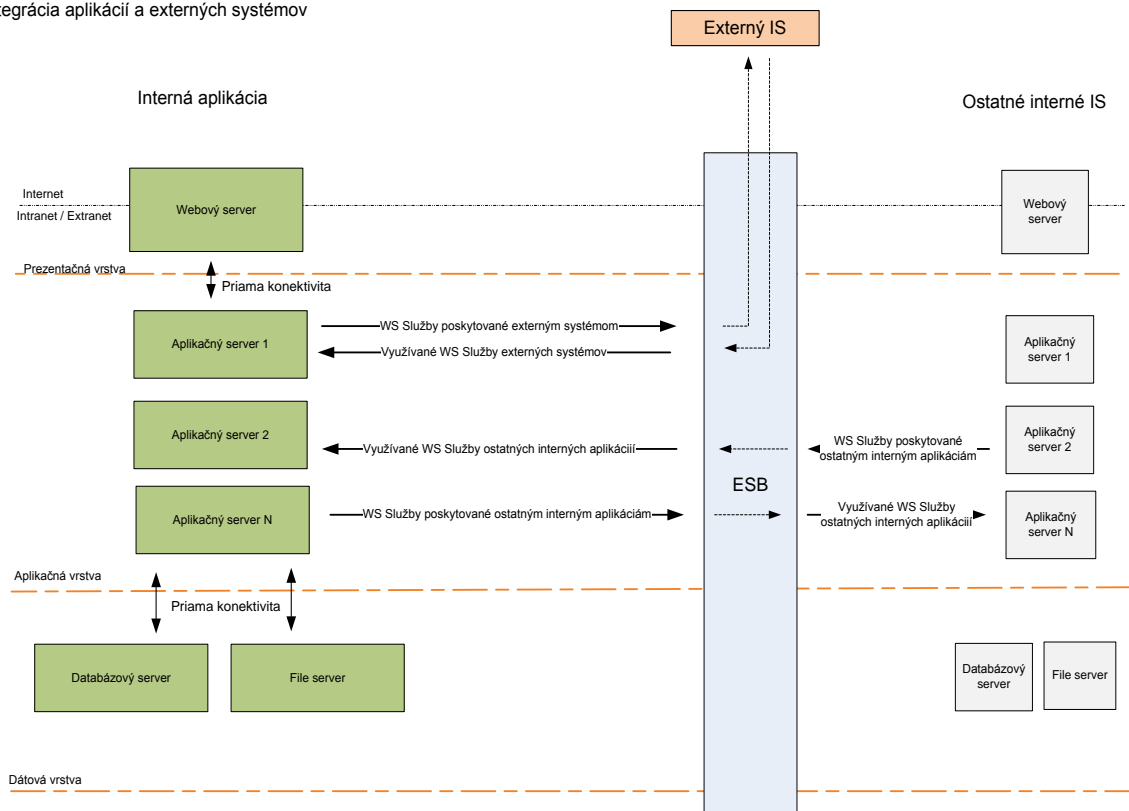 tegrácia aplikácií a externých systémov
Externý IS
Interná aplikácia
Ostatné interné IS
Internet
Intranet / Extranet
Webový server
Webový
server
Prezentačná vrstva
Priama konektivita
Aplikačný server 1
WS Služby poskytované externým systémom
Využívané WS Služby externých systémov
Aplikačný
server 1
Aplikačný server 2
Využívané WS Služby ostatných interných aplikáciií
WS Služby poskytované
ostatným interným aplikáciám
Aplikačný
server 2
ESB
Aplikačný server N
WS Služby poskytované ostatným interným aplikáciám
Využívané WS Služby
ostatných interných aplikáciií
Aplikačný
server N
Aplikačná vrstva
Priama konektivita
Databázový server
File server
Databázový
server
File server
Dátová vrstva